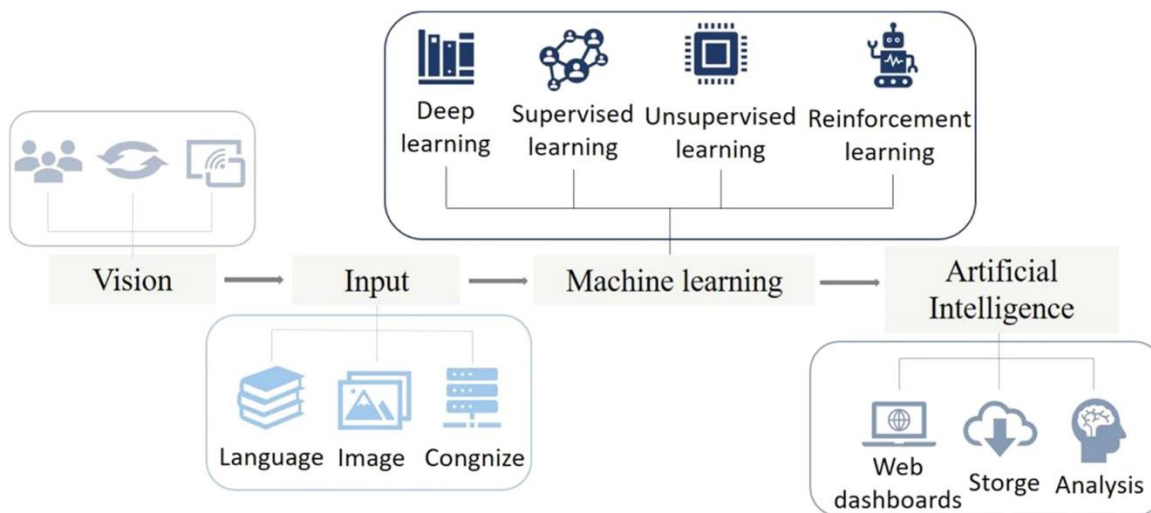 Deep
learning
Supervised
learning
Unsupervised
learning
Reinforcement
learning
Vision
Input
Machine learning
Artificial
Intelligence
Language
Image
Congnize
Web
dashboards
Storge
Analysis